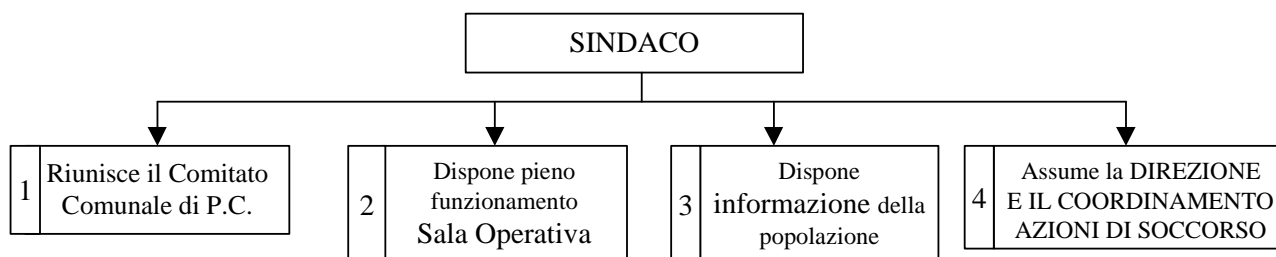 SINDACO
1
Riunisce il Comitato
Comunale di P.C.
2
Dispone pieno
funzionamento
Sala Operativa
3
Dispone
informazione della
popolazione
4
Assume la DIREZIONE
E IL COORDINAMENTO
AZIONI DI SOCCORSO